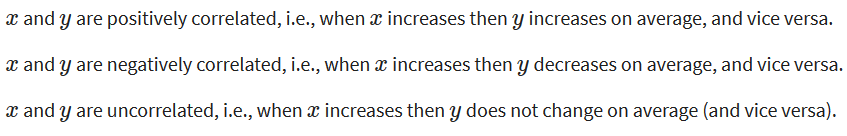 x and y are positively correlated, i.e., when x increases then y increases on average, and vice versa.
x and y are negatively correlated, i.e., when x increases then y decreases on average, and vice versa.
x and y are uncorrelated, i.e., when x increases then y does not change on average (and vice versa).